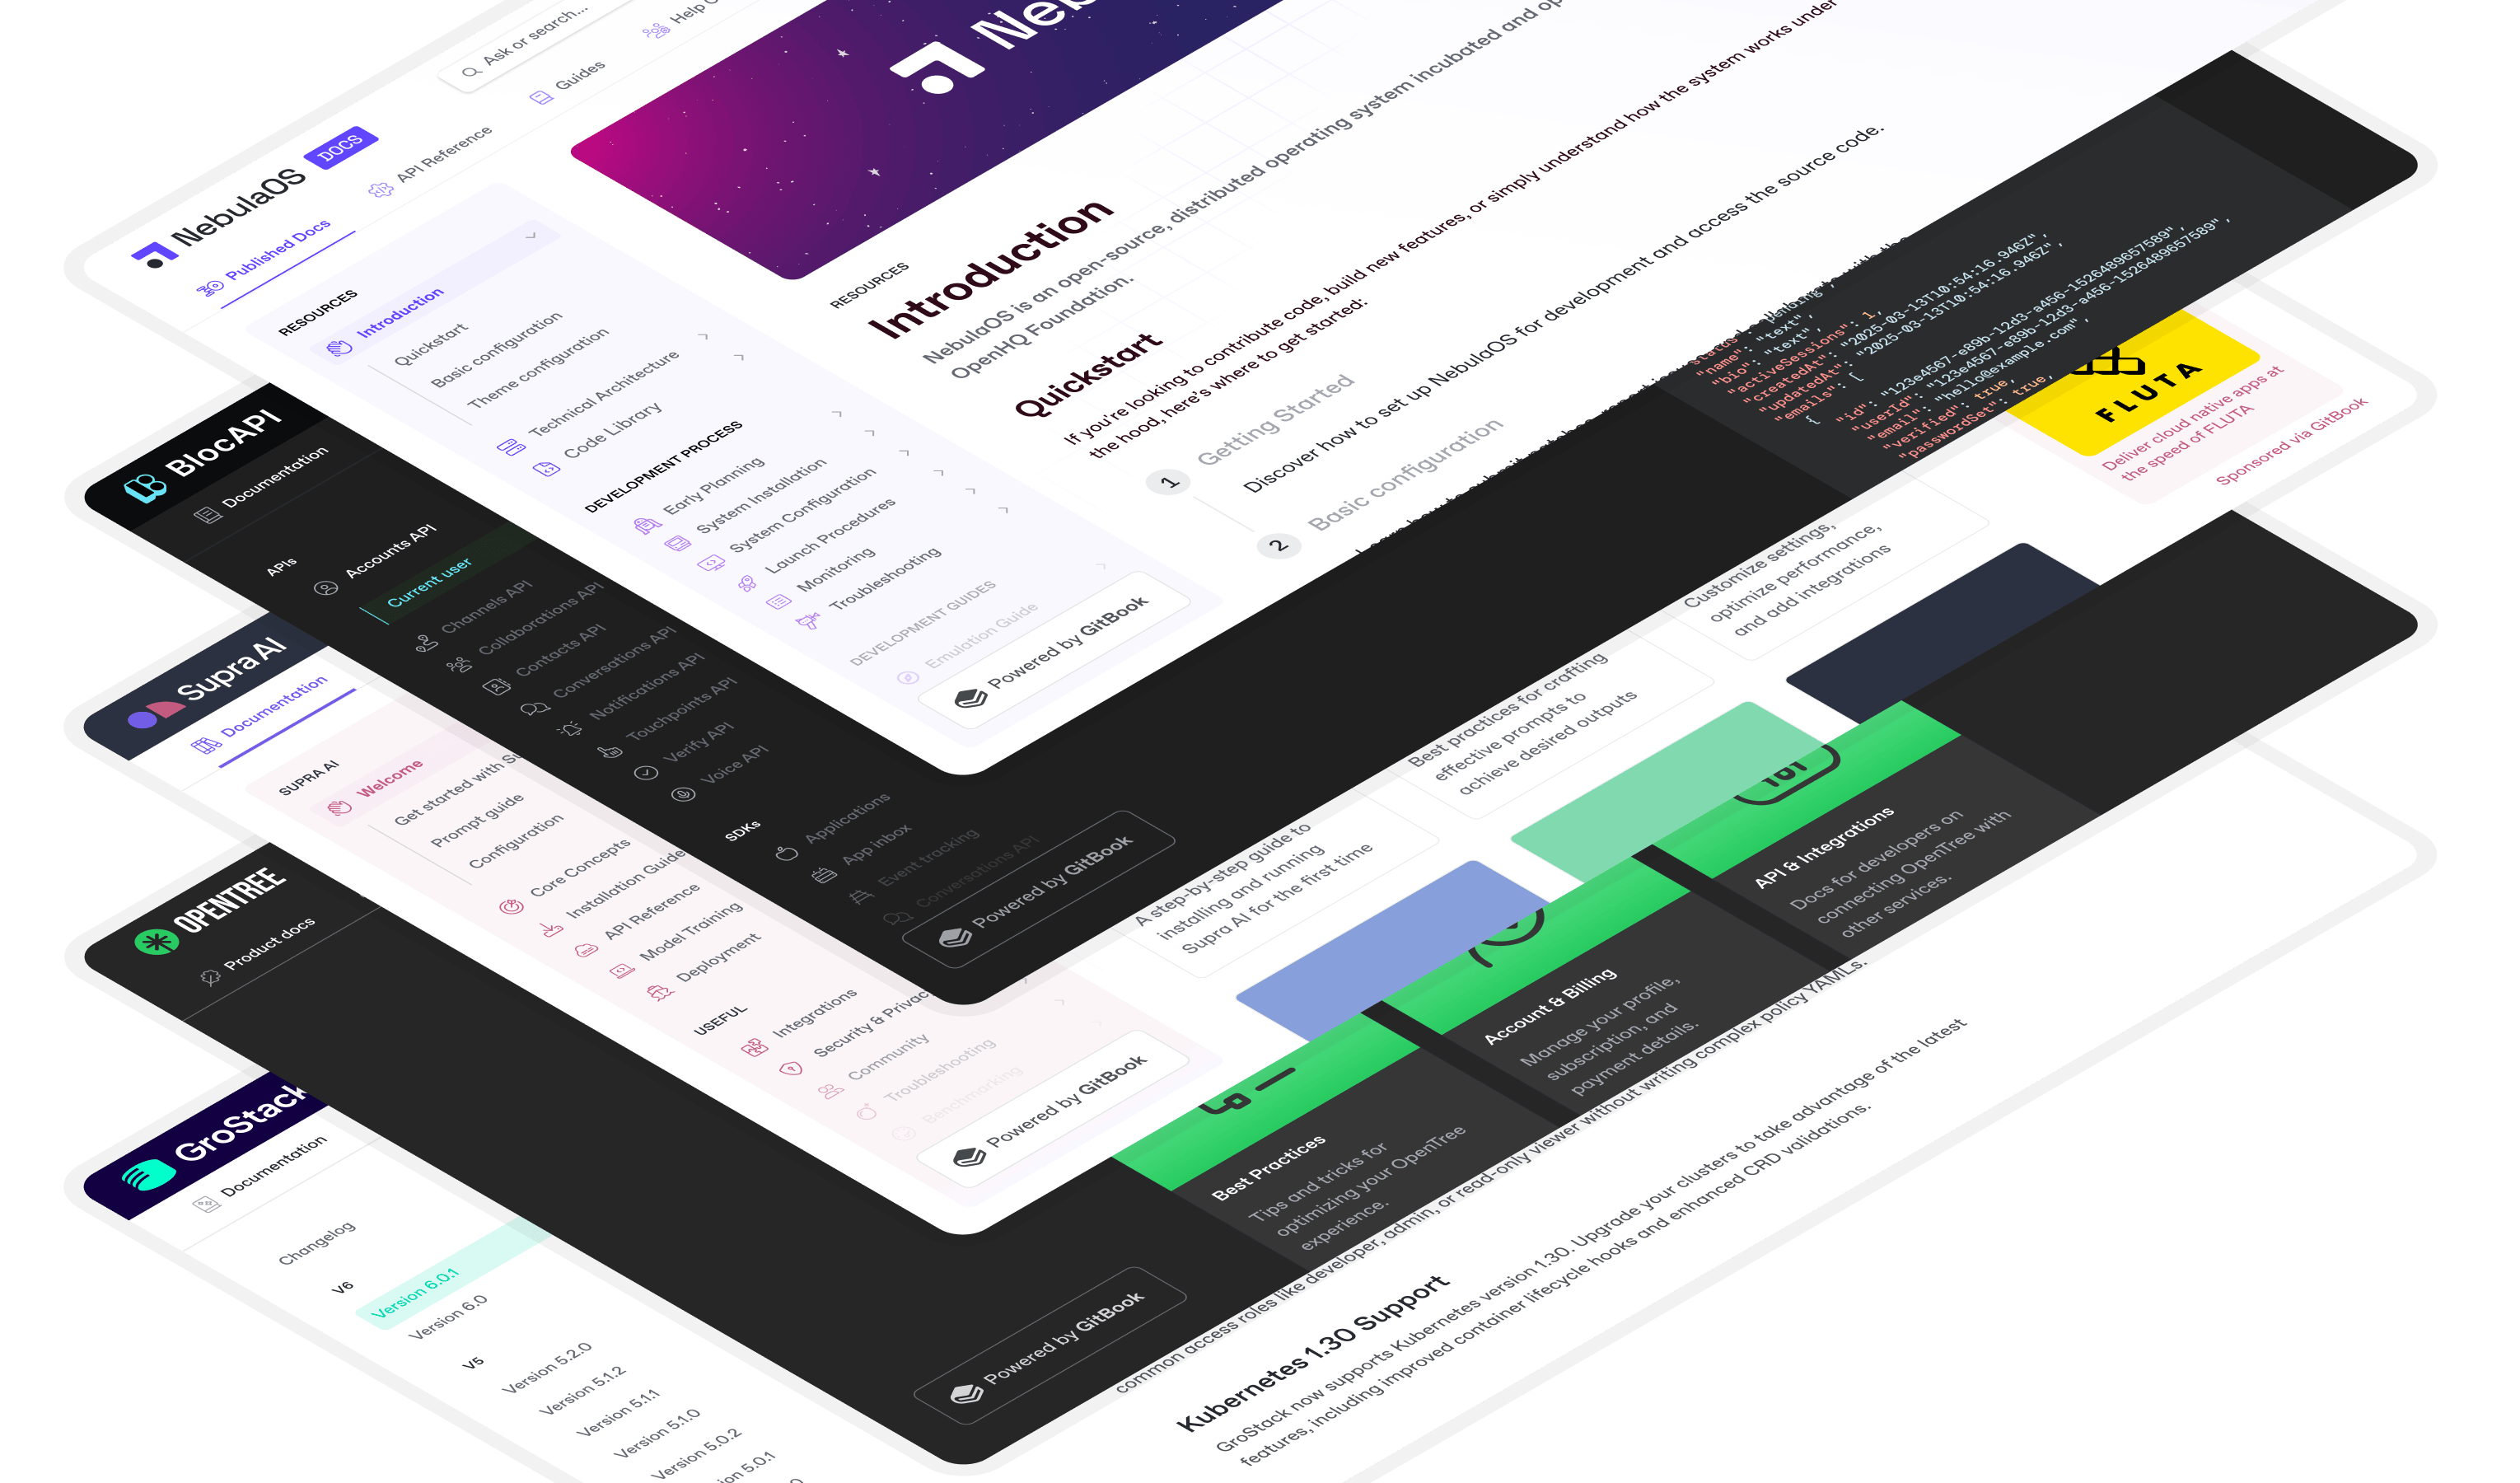 Ask or search...
NebulaOS
DOCS
Published Docs
API Reference
Guides
Help
RESOURCES
Introduction
Quickstart
Basic configuration
Theme configuration
Technical Architecture
Code Library
DEVELOPMENT PROCESS
Early Planning
System Installation
System Configuration
Launch Procedures
Monitoring
Troubleshooting
DEVELOPMENT GUIDES
Emulation Guide
Powered by GitBook
RESOURCES
Introduction
NebulaOS is an open-source, distributed operating system incubated and
OpenHQ Foundation.
Quickstart
If you're looking to contribute code, build new features, or simply understand how the system works under
the hood, here's where to get started:
1
Getting Started
Discover how to set up NebulaOS for development and access the source code.
2
Basic configuration
BlocAPI
Documentation
APIs
Accounts API
Current user
Channels API
Collaborations API
Contacts API
Conversations API
Notifications API
Touchpoints API
Verify API
Voice API
SDKs
Applications
App inbox
Event tracking
Conversations API
Powered by GitBook
"name": "text",
"bio": "text",
"activeSessions": 1,
"createdAt": "2025-03-13T10:54:16.946Z",
"updatedAt": "2025-03-13T10:54:16.946Z",
"emails": [
{
"id": "123e4567-e89b-12d3-a456-152648965 7589",
"userId": "123e4567-e89b-12d3-a456-1526489657589",
"email": "hello@example.com",
"verified": true,
"passwordSet": true,
Supra AI
Documentation
SUPRA AI
Welcome
Get started with
Prompt guide
Configuration
Core Concepts
Installation Guide
API Reference
Model Training
Deployment
USEFUL
Integrations
Security &
Community
Troubleshooting
Benchmarking
Powered by GitBook
A step-by-step guide to
installing and running
Supra AI for the first time
Best practices for crafting
effective prompts to
achieve desired outputs
Customize settings,
optimize performance,
and add integrations
FLUTA
Deliver cloud native apps at
the speed of FLUTA
Sponsored via GitBook
OPENTREE
Product docs
Powered by GitBook
Best Practices
Tips and tricks for
optimizing your OpenTree
experience.
Account & Billing
Manage your profile,
subscription, and
payment details.
API & Integrations
Docs for developers on
connecting OpenTree with
other services.
GroStack
Documentation
Changelog
V6
Version 6.0.1
Version 6.0
V5
Version 5.2.0
Version 5.1.2
Version 5.1.1
Version 5.1.0
Version 5.0.2
5.0.1
common access roles like developer, admin, or read-only viewer without writing complex policy YAMLs.
Kubernetes 1.30 Support
GroStack now supports Kubernetes version 1.30. Upgrade your clusters to take advantage of the latest
features, including improved container lifecycle hooks and enhanced CRD validations.